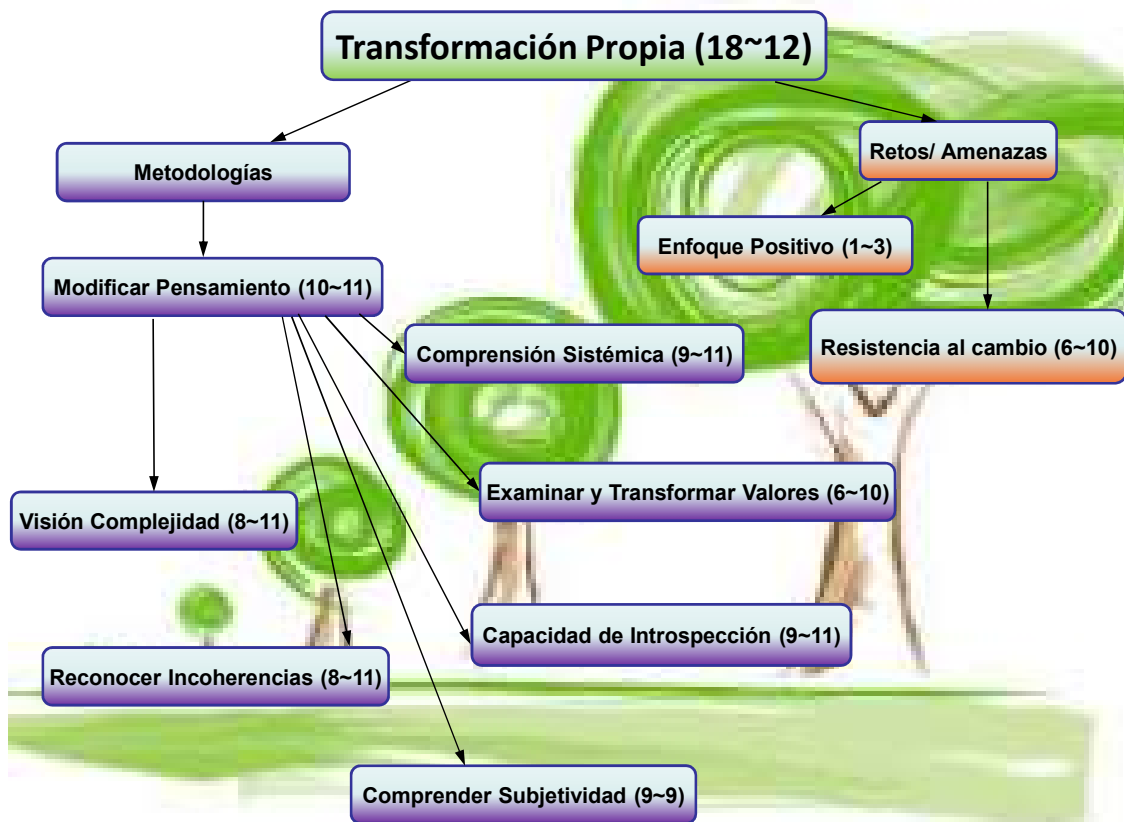 Transformación Propia (18~12)
Metodologías
Retos/ Amenazas
Enfoque Positivo (1~3)
Modificar Pensamiento (10~11)
Comprensión Sistémica (9~11)
Resistencia al cambio (6~10)
Examinar y Transformar Valores (6~10)
Visión Complejidad (8~11)
Capacidad de Introspección (9~11)
Reconocer Incoherencias (8~11)
Comprender Subjetividad (9~9)